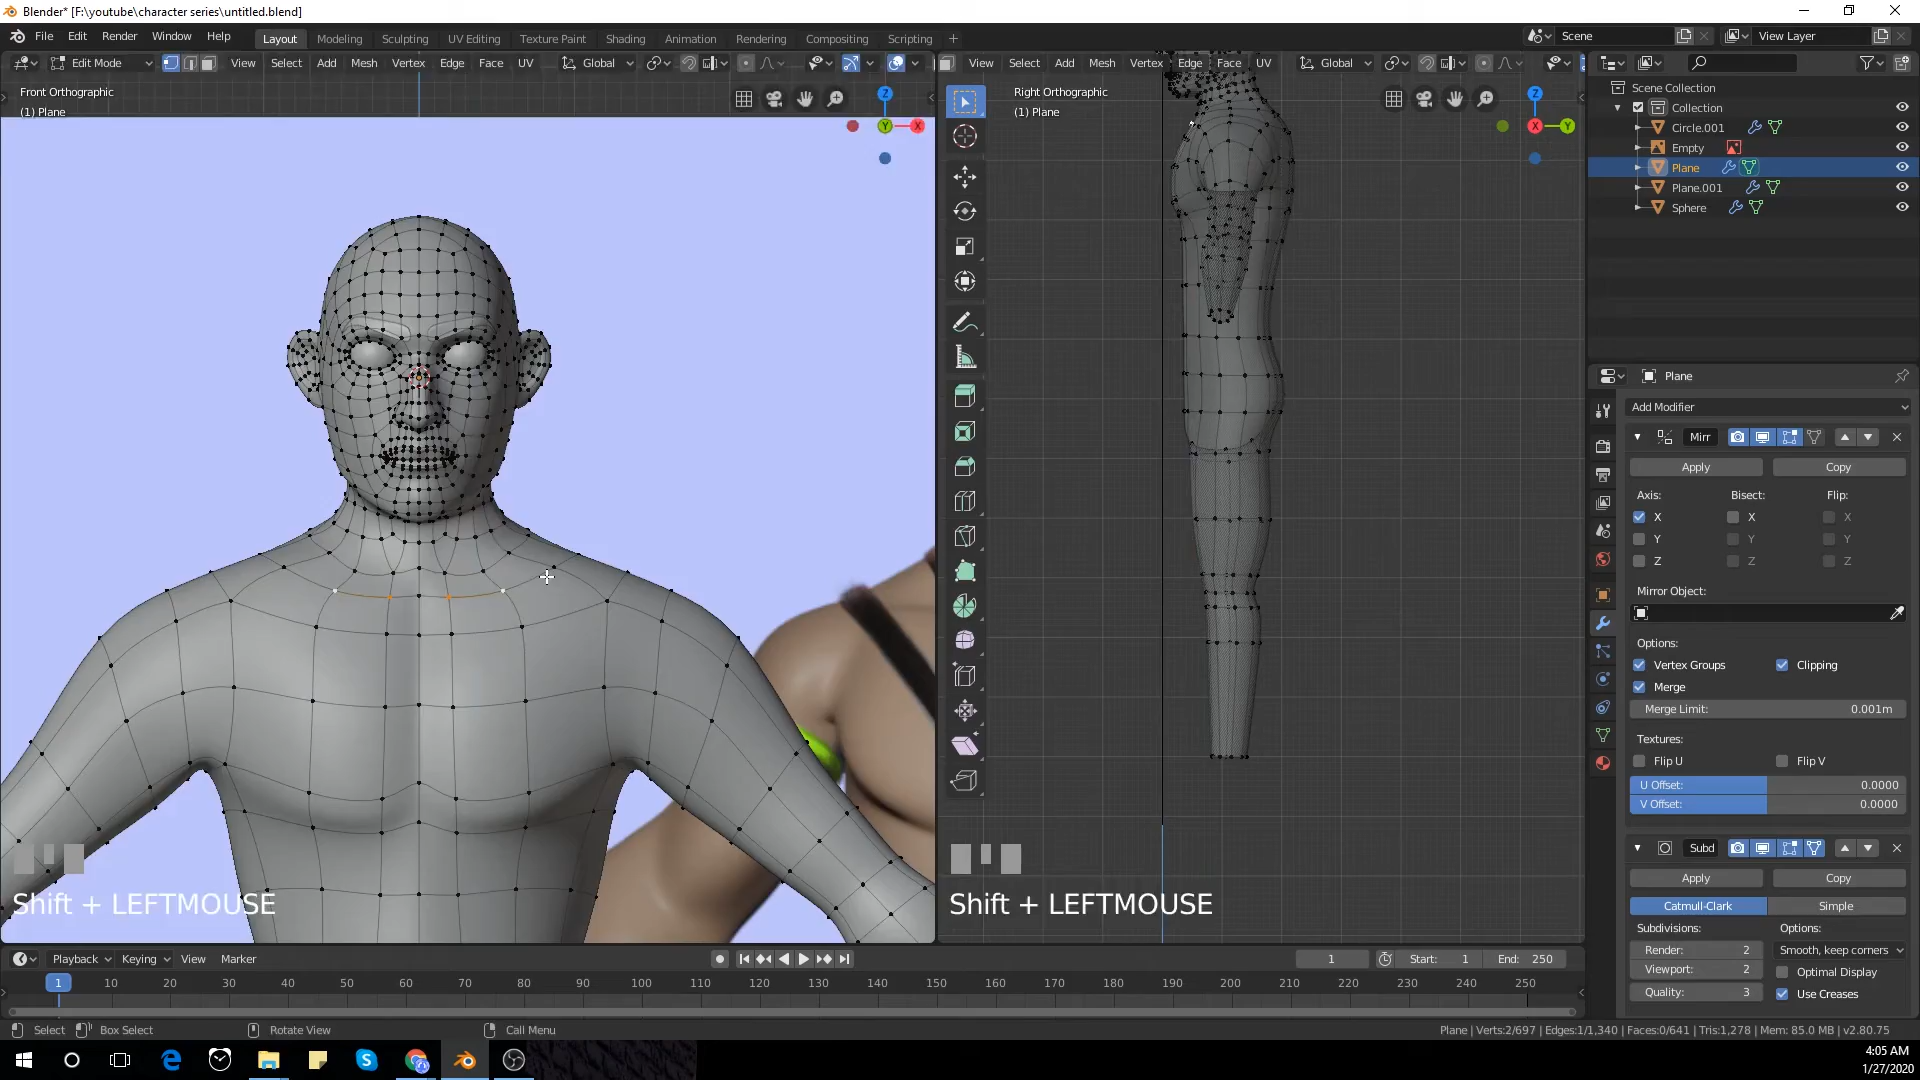 Blender* [F:\youtube\character series\untitled.blend]
File Edit Render Window Help Layout Modeling Sculpting UV Editing Texture Paint Shading Animation Rendering Compositing Scripting Scene View Layer
Edit Mode View Select Add Mesh Vertex Edge Face UV Global View Select Add Mesh Vertex Edge Face UV Global
Front Orthographic
(1) Plane
Right Orthographic
(1) Plane
Z
Y
X
Z
X
Y
Scene Collection
Collection
Circle.001
Empty
Plane
Plane.001
Sphere
Plane
Add Modifier
Mirr
Apply Copy
Axis: Bisect: Flip:
X X X
Y Y Y
Z Z Z
Mirror Object:
Options:
Vertex Groups Clipping
Merge
Merge Limit: 0.001m
Textures:
Flip U Flip V
U Offset: 0.0000
V Offset: 0.0000
Subd
Apply Copy
Catmull-Clark Simple
Subdivisions: Options:
Render: 2 Smooth, keep corners
Viewport: 2 Optimal Display
Quality: 3 Use Creases
Shift + LEFTMOUSE Shift + LEFTMOUSE
Playback Keying View Marker 1 Start: 1 End: 250
1 10 20 30 40 50 60 70 80 90 100 110 120 130 140 150 160 170 180 190 200 210 220 230 240 250
Select Box Select Rotate View Call Menu Plane | Verts:2/697 | Edges:1/1,340 | Faces:0/641 | Tris:1,278 | Mem: 85.0 MB | v2.80.75
4:05 AM
1/27/2020